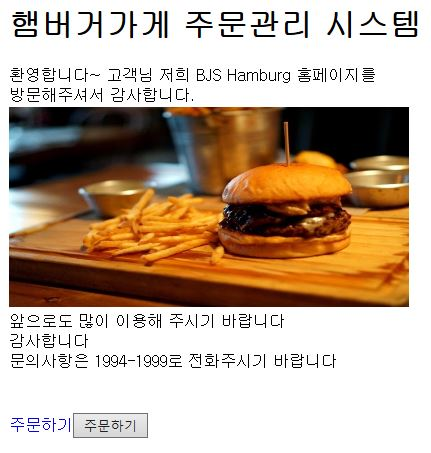 햄버거가게 주문관리 시스템
환영합니다~ 고객님 저희 BJS Hamburg 홈페이지를
방문해주셔서 감사합니다.
앞으로도 많이 이용해 주시기 바랍니다
감사합니다
문의사항은 1994-1999로 전화주시기 바랍니다
주문하기 주문하기